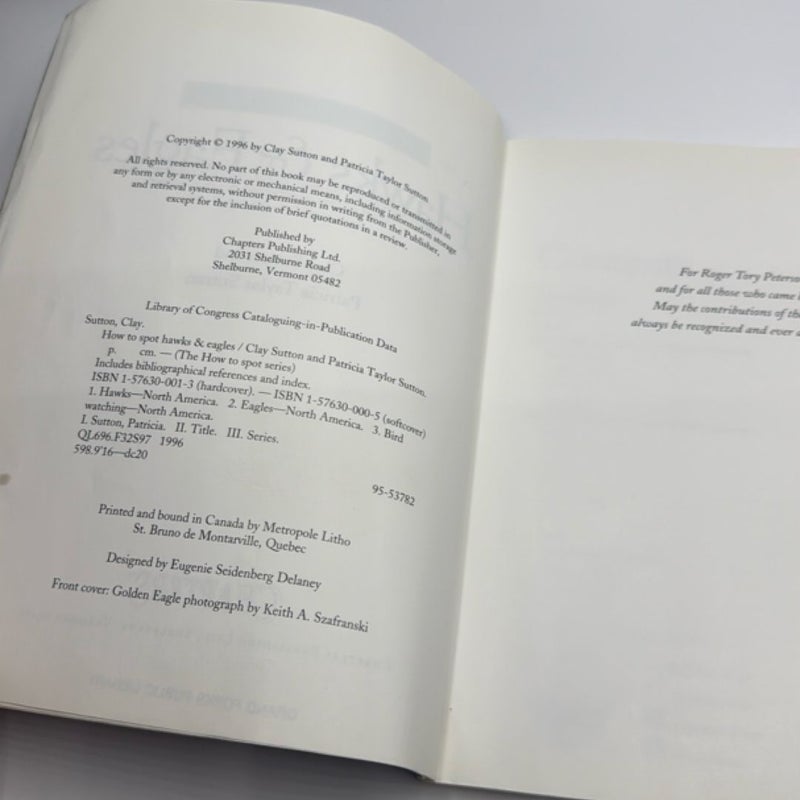 Copyright © 1996 by Clay Sutton and Patricia Taylor Sutton
All rights reserved. No part of this book may be reproduced or transmitted in
any form or by any electronic or mechanical means, including information storage
and retrieval systems, without permission in writing from the Publisher,
except for the inclusion of brief quotations in a review.
Published by
Chapters Publishing Ltd.
2031 Shelburne Road
Shelburne, Vermont 05482
Library of Congress Cataloguing-in-Publication Data
Sutton, Clay.
How to spot hawks & eagles / Clay Sutton and Patricia Taylor Sutton.
p. cm. — (The How to spot series)
Includes bibliographical references and index.
ISBN 1-57630-001-3 (hardcover). — ISBN 1-57630-000-5 (softcover)
1. Hawks—North America. 2. Eagles—North America. 3. Bird
watching—North America.
I. Sutton, Patricia. II. Title. III. Series.
QL696.F32S97 1996
598.9'16—dc20
95-53782
Printed and bound in Canada by Metropole Litho
St. Bruno de Montarville, Quebec
Designed by Eugenie Seidenberg Delaney
Front cover: Golden Eagle photograph by Keith A. Szafranski
For Roger Tory
and for all those who came
May the contributions of
always be recognized and ever